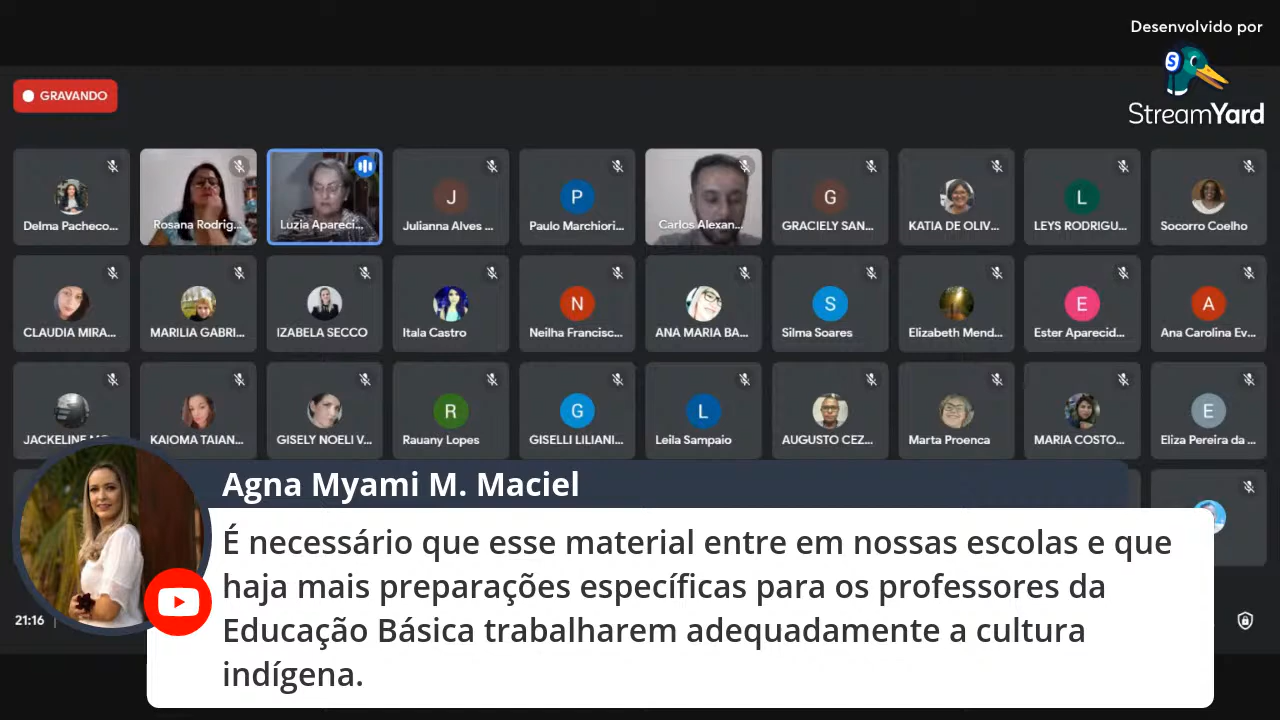 Desenvolvido por
StreamYard
GRAVANDO
Delma Pacheco...
Rosana Rodrig...
Luzia Apareci...
J
Julianna Alves ...
P
Paulo Marchiori...
Carlos Alexan...
G
GRACIELY SAN...
KATIA DE OLIV...
L
LEYS RODRIGU...
Socorro Coelho
CLAUDIA MIRA...
MARILIA GABRI...
IZABELA SECCO
Itala Castro
N
Neilha Francisc...
ANA MARIA BA...
S
Silma Soares
Elizabeth Mend...
E
Ester Aparecid...
A
Ana Carolina Ev...
JACKELINE
KAIOMA TAIAN...
GISELY NOELI V...
R
Rauany Lopes
G
GISELLI LILIANI...
L
Leila Sampaio
AUGUSTO CEZ...
Marta Proenca
MARIA COSTO...
E
Eliza Pereira da ...
Agna Myami M. Maciel
É necessário que esse material entre em nossas escolas e que
haja mais preparações específicas para os professores da
Educação Básica trabalharem adequadamente a cultura
indígena.
21:16